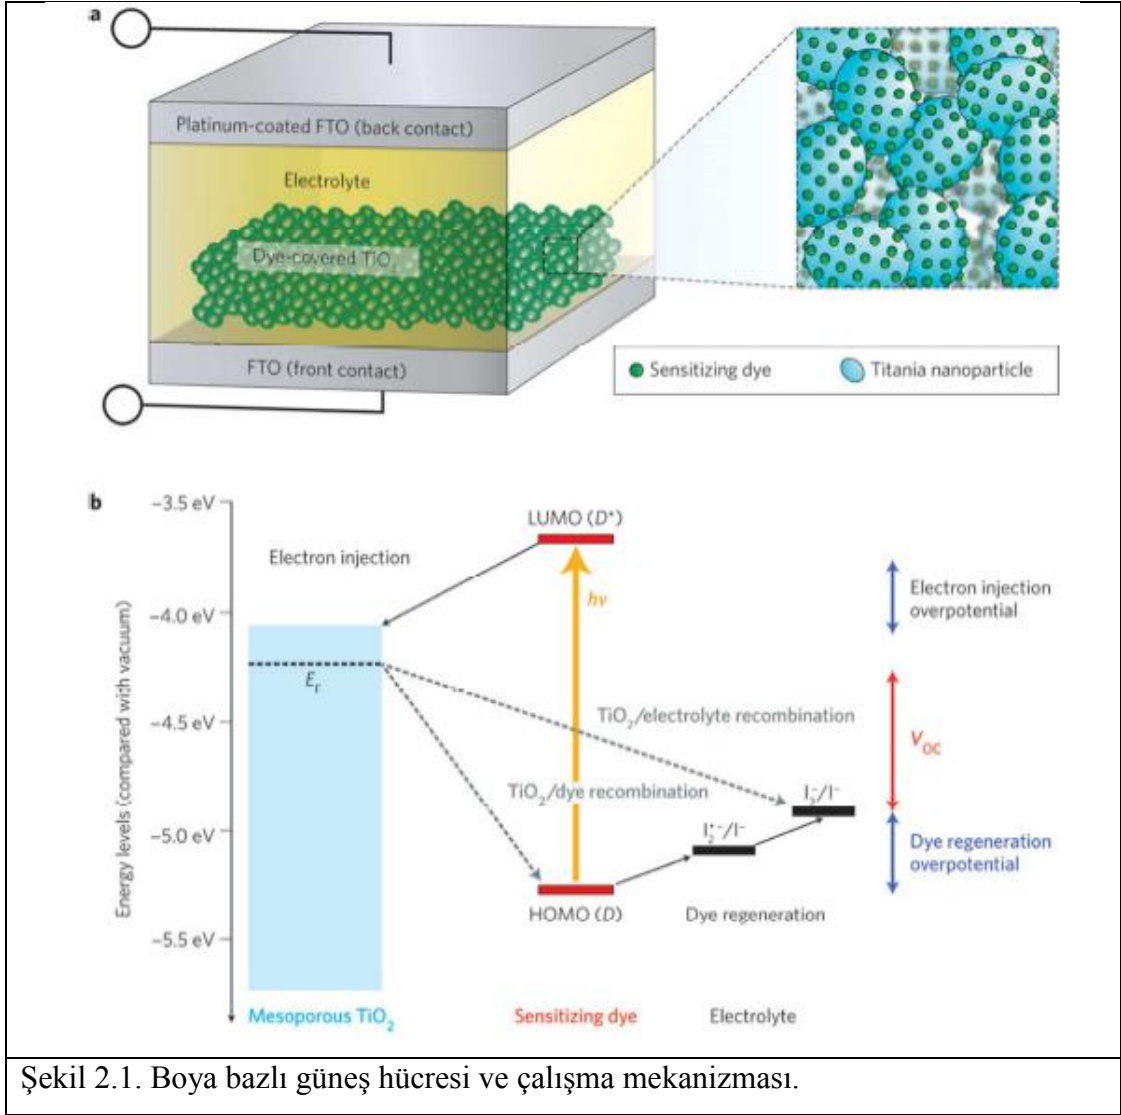 a
Platinum-coated FTO (back contact)
Electrolyte
Dye-covered TiO
FTO (front contact)
Sensitizing dye
Titania nanoparticle
b
Energy levels (compared with vacuum)
−3.5 eV
−4.0 eV
−4.5 eV
−5.0 eV
−5.5 eV
LUMO (D*)
Electron injection
hν
Electron injection
overpotential
E_F
TiO₂/electrolyte recombination
V_OC
TiO₂/dye recombination
I₃⁻/I⁻
I₂•⁻/I⁻
Dye regeneration
overpotential
HOMO (D)
Dye regeneration
Mesoporous TiO₂
Sensitizing dye
Electrolyte
Şekil 2.1. Boya bazlı güneş hücresi ve çalışma mekanizması.